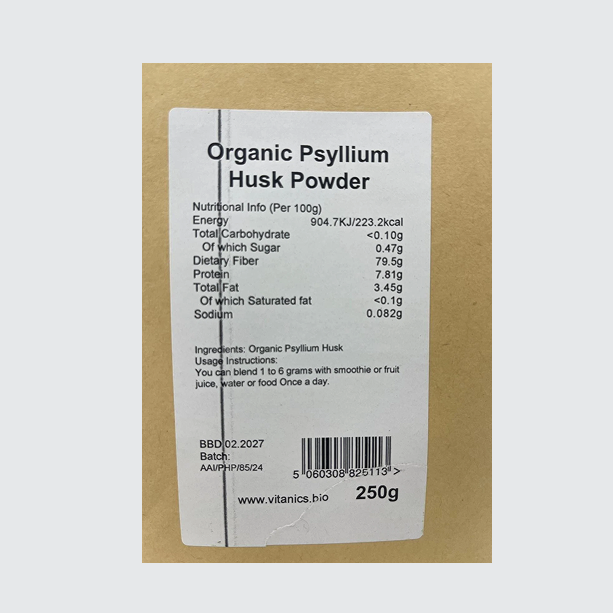 Organic Psyllium
Husk Powder
Nutritional Info (Per 100g)
Energy 904.7KJ/223.2kcal
Total Carbohydrate <0.10g
Of which Sugar 0.47g
Dietary Fiber 79.5g
Protein 7.81g
Total Fat 3.45g
Of which Saturated fat <0.1g
Sodium 0.082g
Ingredients: Organic Psyllium Husk
Usage Instructions:
You can blend 1 to 6 grams with smoothie or fruit
juice, water or food Once a day.
BBD 02.2027
Batch:
AAI/PHP/85/24
5 060308 825113 >
www.vitanics.bio 250g